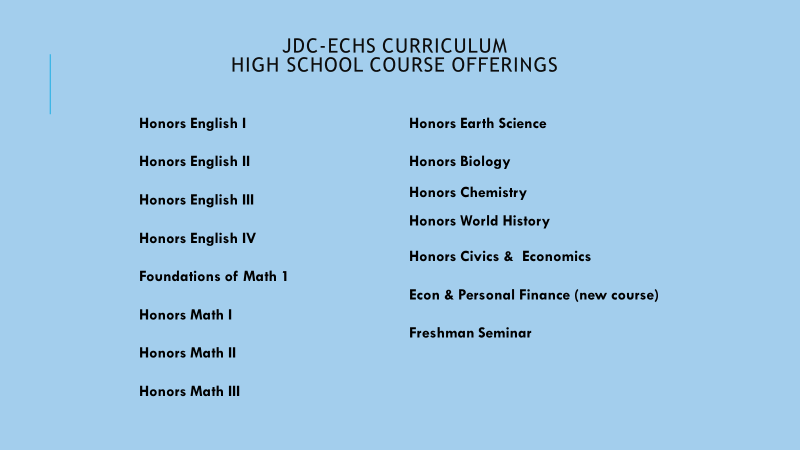 JDC-ECHS CURRICULUM
HIGH SCHOOL COURSE OFFERINGS
Honors English I
Honors English II
Honors English III
Honors English IV
Foundations of Math 1
Honors Math I
Honors Math II
Honors Math III
Honors Earth Science
Honors Biology
Honors Chemistry
Honors World History
Honors Civics &  Economics
Econ & Personal Finance (new course)
Freshman Seminar